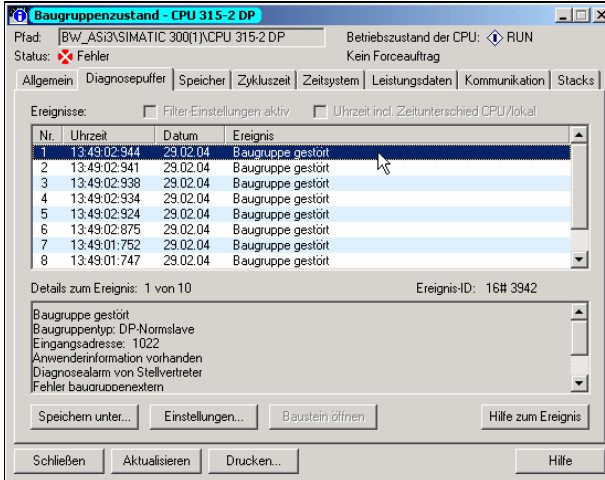 Baugruppenzustand - CPU 315-2 DP
Pfad: BW_ASi3\SIMATIC 300(1)\CPU 315-2 DP Betriebszustand der CPU: RUN
Status: Fehler Kein Forceauftrag
Allgemein Diagnosepuffer Speicher Zykluszeit Zeitsystem Leistungsdaten Kommunikation Stacks
Ereignisse: Filter-Einstellungen aktiv Uhrzeit incl. Zeitunterschied CPU/lokal
Nr. Uhrzeit Datum Ereignis
1 13:49:02:944 29.02.04 Baugruppe gestört
2 13:49:02:941 29.02.04 Baugruppe gestört
3 13:49:02:938 29.02.04 Baugruppe gestört
4 13:49:02:934 29.02.04 Baugruppe gestört
5 13:49:02:924 29.02.04 Baugruppe gestört
6 13:49:02:875 29.02.04 Baugruppe gestört
7 13:49:01:752 29.02.04 Baugruppe gestört
8 13:49:01:747 29.02.04 Baugruppe gestört
Details zum Ereignis: 1 von 10 Ereignis-ID: 16# 3942
Baugruppe gestört
Baugruppentyp: DP-Normslave
Eingangsadresse: 1022
Anwenderinformation vorhanden
Diagnosealarm von Stellvertreter
Fehler baugruppenextern
Speichern unter... Einstellungen... Baustein öffnen Hilfe zum Ereignis
Schließen Aktualisieren Drucken... Hilfe